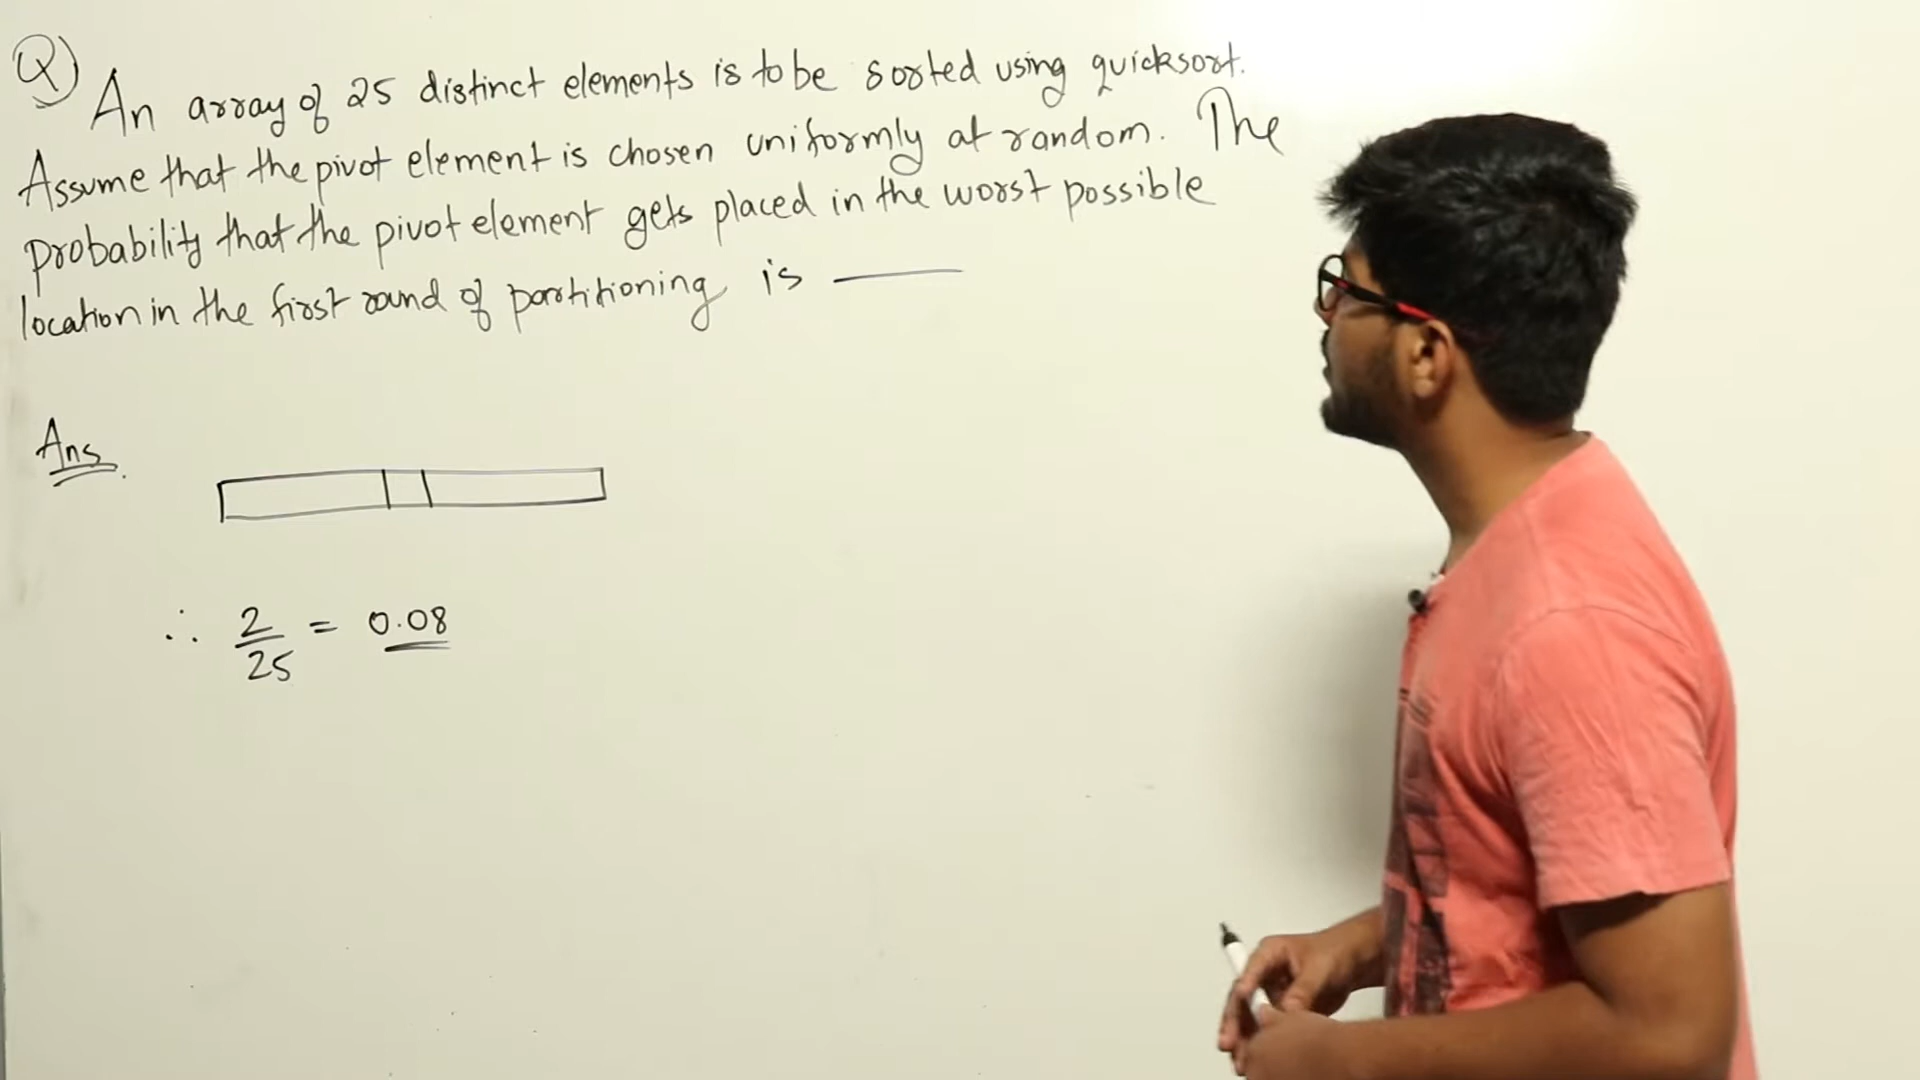 Q)
An array of 25 distinct elements is to be sorted using quicksort.
Assume that the pivot element is chosen uniformly at random. The
probability that the pivot element gets placed in the worst possible
location in the first round of partitioning is ———
Ans.
∴ 2/25 = 0.08